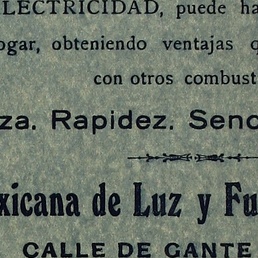 LECTRICIDAD, puede ha
ogar, obteniendo ventajas q
con otros combust
za. Rapidez. Senc
xicana de Luz y Fu
CALLE DE GANTE